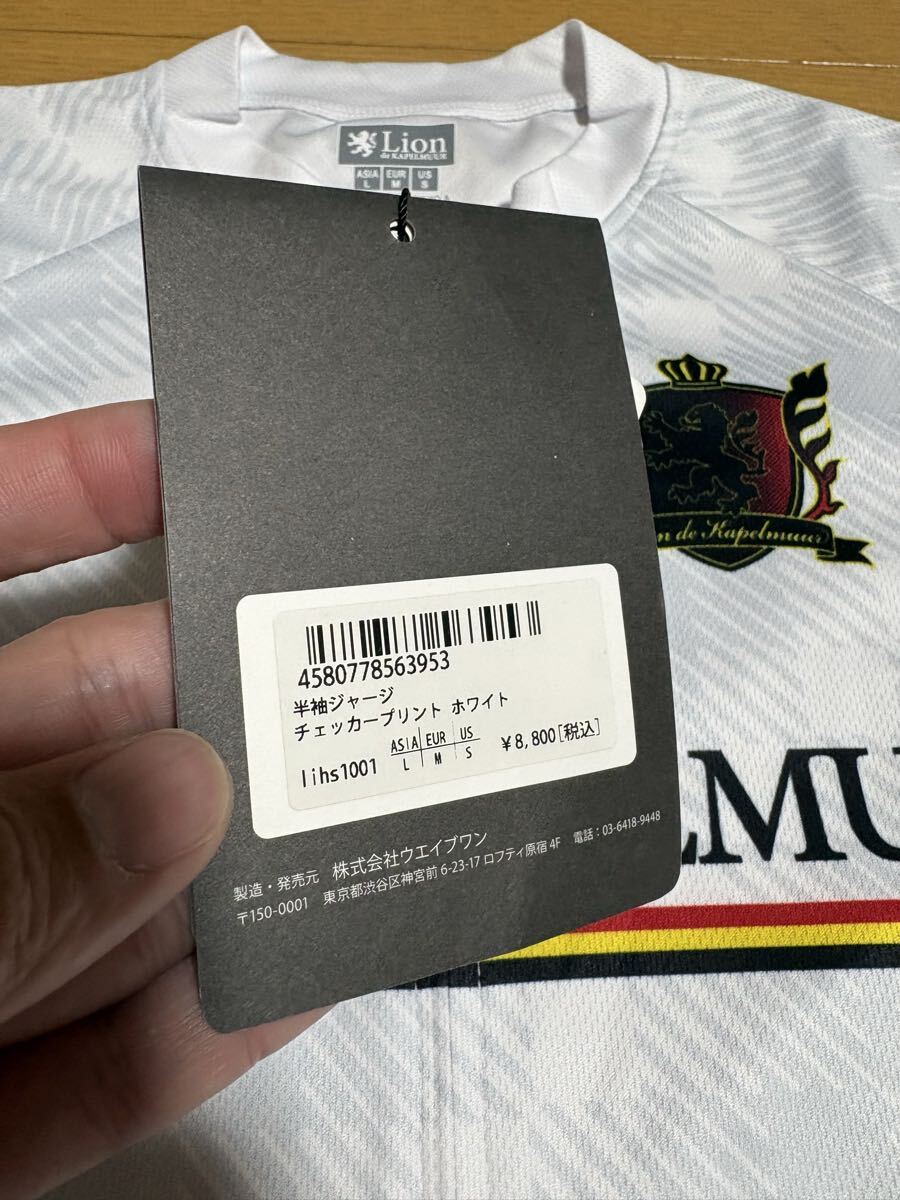 Lion
de KAPELMUUR
ASIA EUR US
L M S
n de Kapelmuur
4580778563953
半袖ジャージ
チェッカープリント ホワイト
lihs1001
ASIA EUR US
L M S
￥8,800[税込]
LMU
製造・発売元 株式会社ウエイブワン
〒150-0001 東京都渋谷区神宮前 6-23-17 ロフティ原宿 4F 電話：03-6418-9448